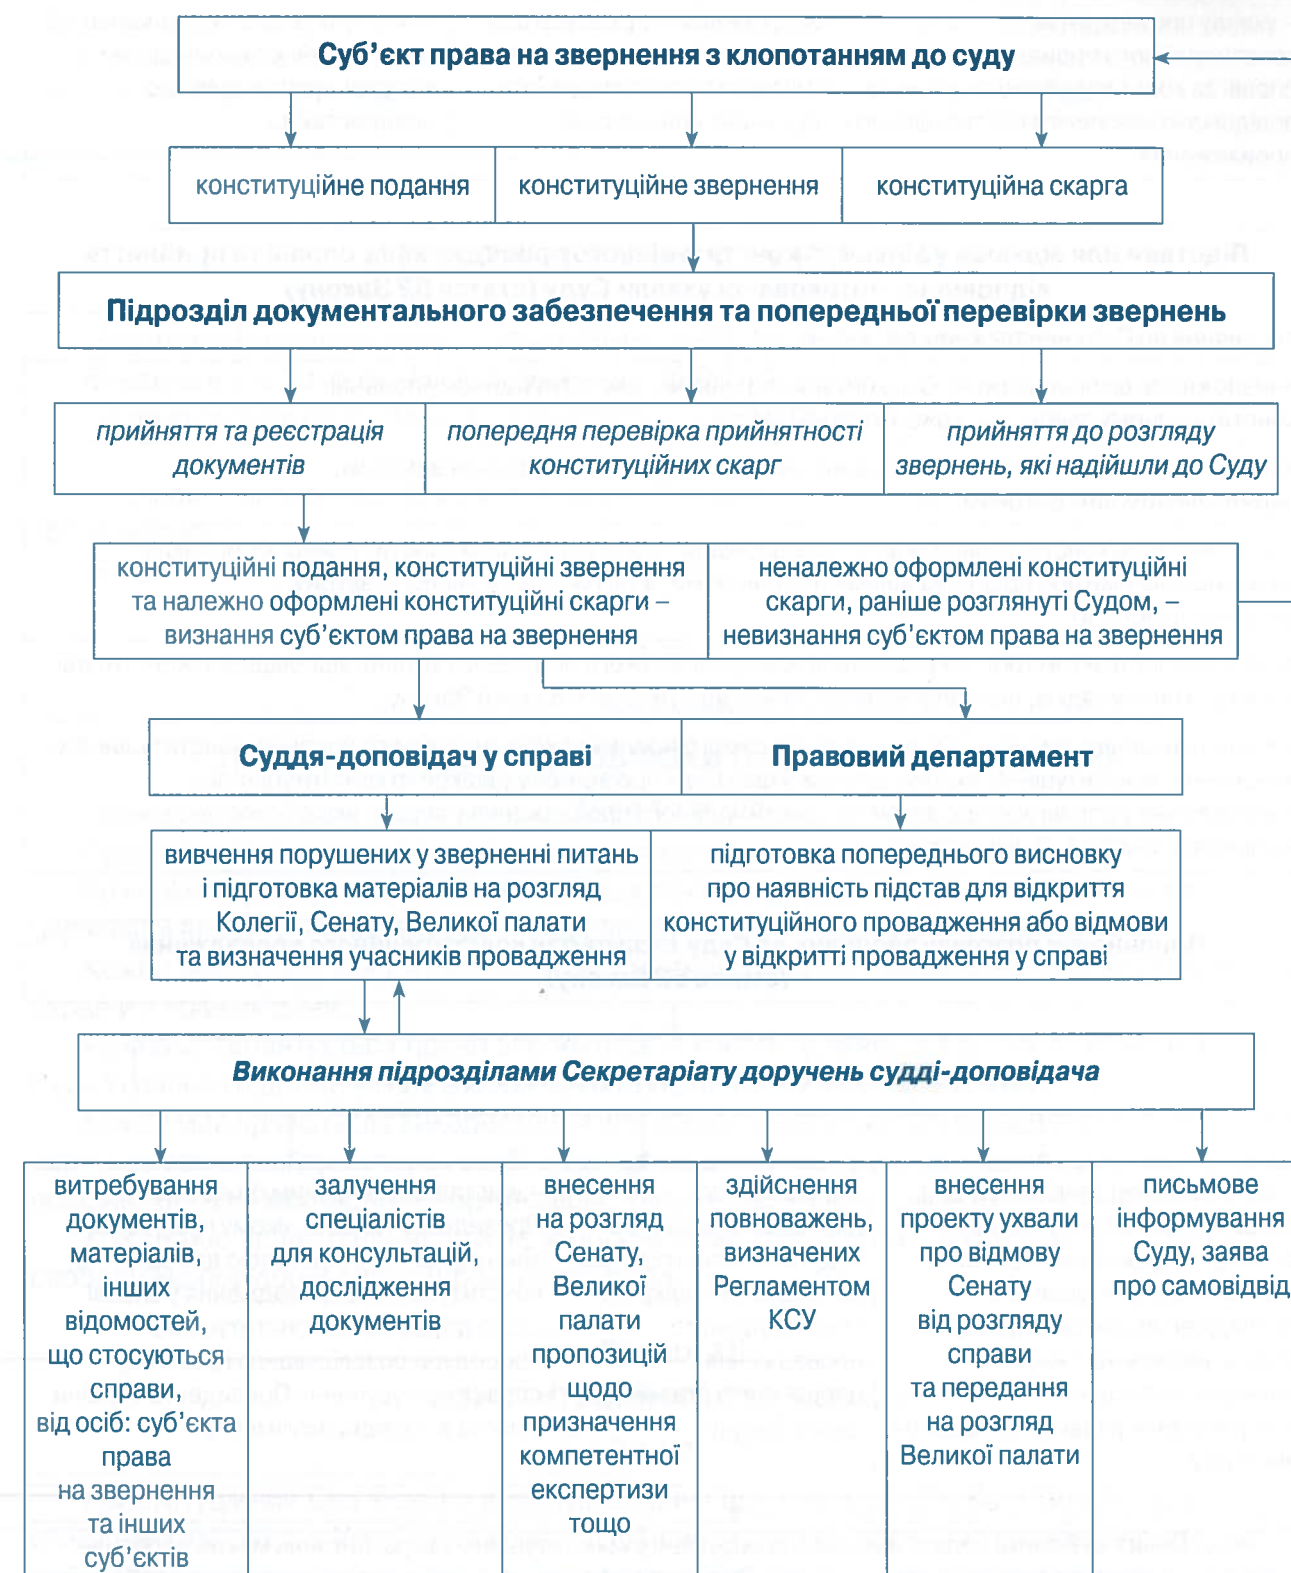 Суб’єкт права на звернення з клопотанням до суду
конституційне подання
конституційне звернення
конституційна скарга
Підрозділ документального забезпечення та попередньої перевірки звернень
прийняття та реєстрація
документів
попередня перевірка прийнятності
конституційних скарг
прийняття до розгляду
звернень, які надійшли до Суду
конституційні подання, конституційні звернення
та належно оформлені конституційні скарги –
визнання суб’єктом права на звернення
неналежно оформлені конституційні
скарги, раніше розглянуті Судом, –
невизнання суб’єктом права на звернення
Суддя-доповідач у справі
Правовий департамент
вивчення порушених у зверненні питань
і підготовка матеріалів на розгляд
Колегії, Сенату, Великої палати
та визначення учасників провадження
підготовка попереднього висновку
про наявність підстав для відкриття
конституційного провадження або відмови
у відкритті провадження у справі
Виконання підрозділами Секретаріату доручень судді-доповідача
витребування
документів,
матеріалів,
інших
відомостей,
що стосуються
справи,
від осіб: суб’єкта
права
на звернення
та інших
суб’єктів
залучення
спеціалістів
для консультацій,
дослідження
документів
внесення
на розгляд
Сенату,
Великої
палати
пропозицій
щодо
призначення
компетентної
експертизи
тощо
здійснення
повноважень,
визначених
Регламентом
КСУ
внесення
проекту ухвали
про відмову
Сенату
від розгляду
справи
та передання
на розгляд
Великої палати
письмове
інформування
Суду, заява
про самовідвід